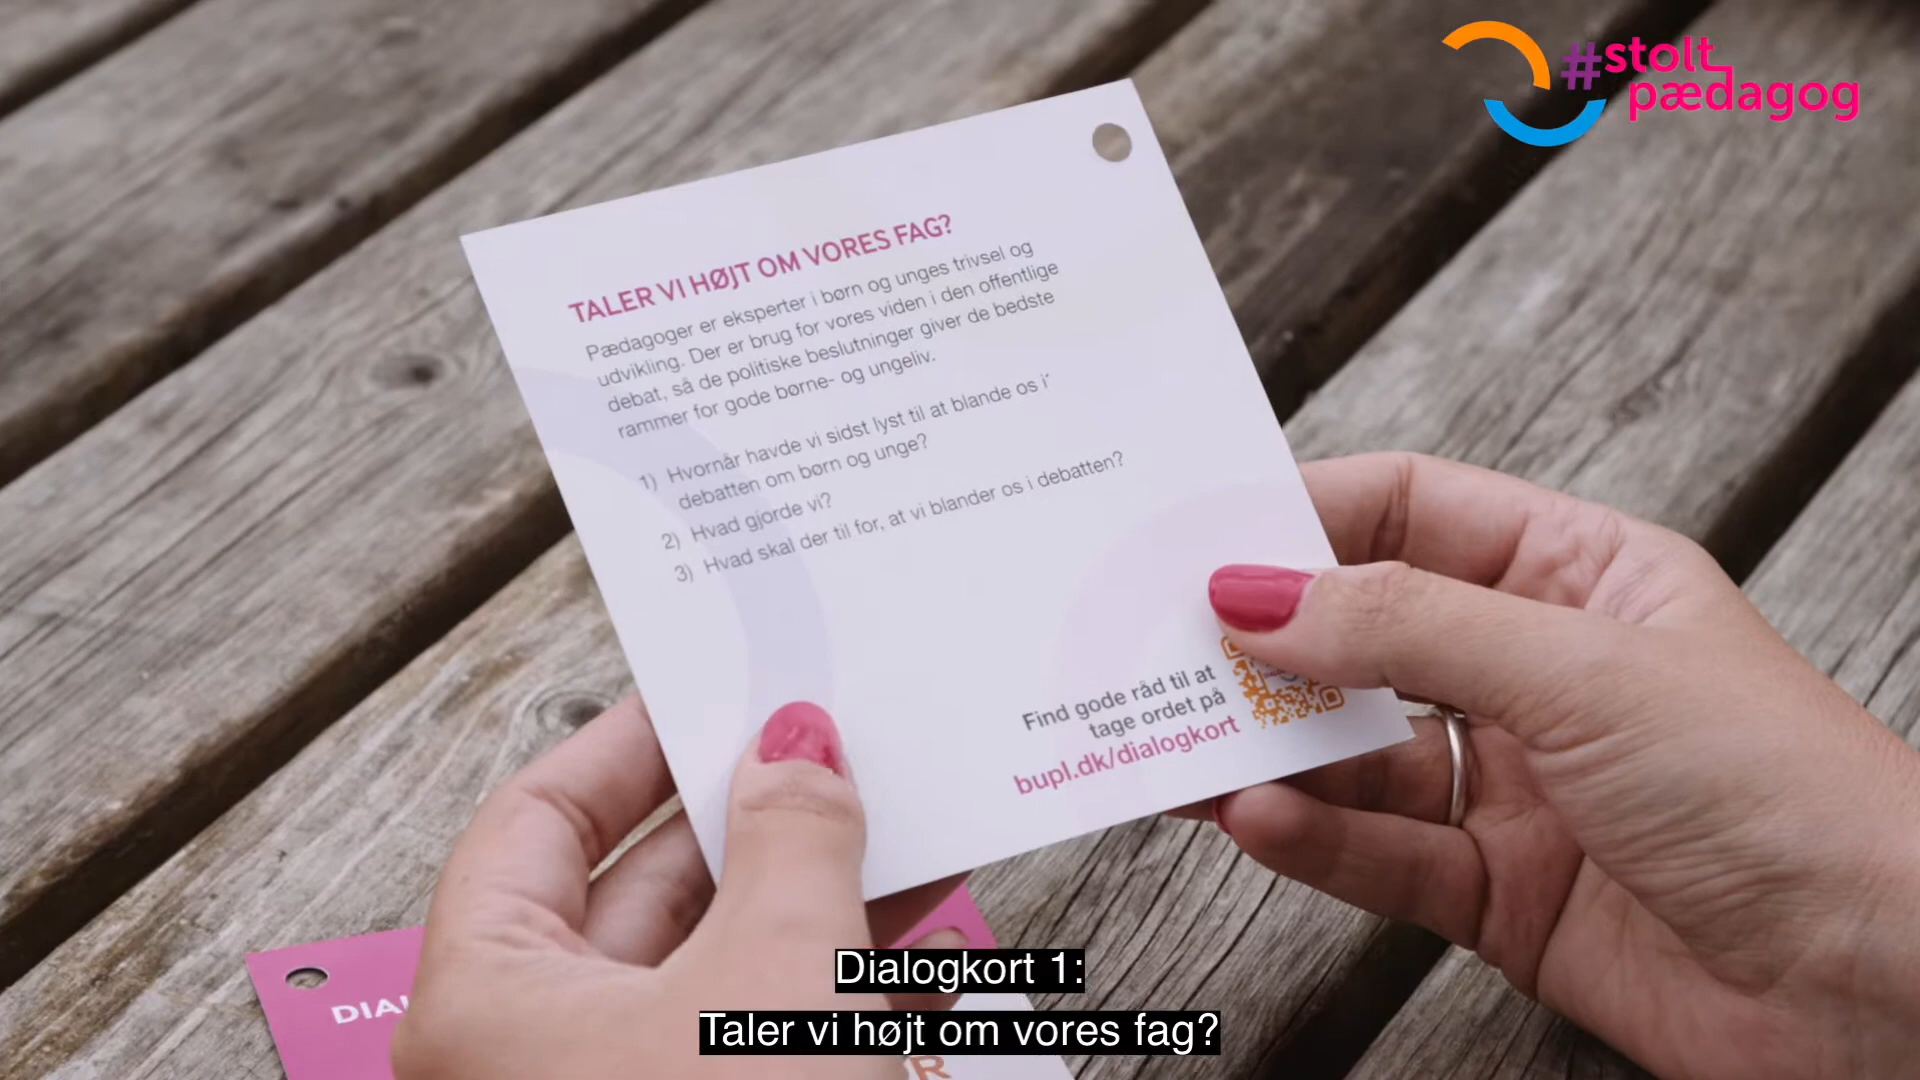 #stolt
pædagog
TALER VI HØJT OM VORES FAG?
Pædagoger er eksperter i børn og unges trivsel og
udvikling. Der er brug for vores viden i den offentlige
debat, så de politiske beslutninger giver de bedste
rammer for gode børne- og ungeliv.
1) Hvornår havde vi sidst lyst til at blande os i
debatten om børn og unge?
2) Hvad gjorde vi?
3) Hvad skal der til for, at vi blander os i debatten?
Find gode råd til at
tage ordet på
bupl.dk/dialogkort
Dialogkort 1:
Taler vi højt om vores fag?